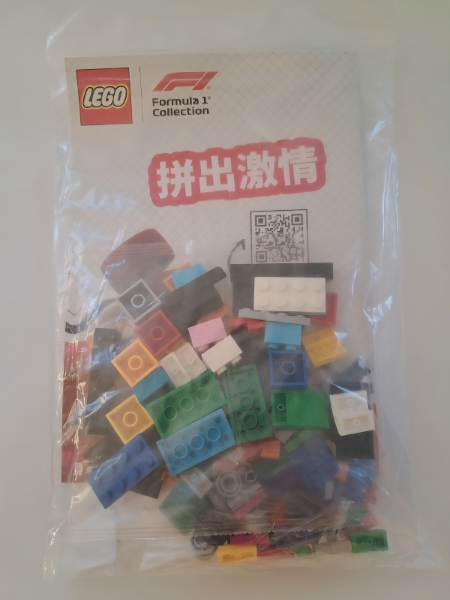 LEGO
F1
Formula 1®
Collection
拼出激情